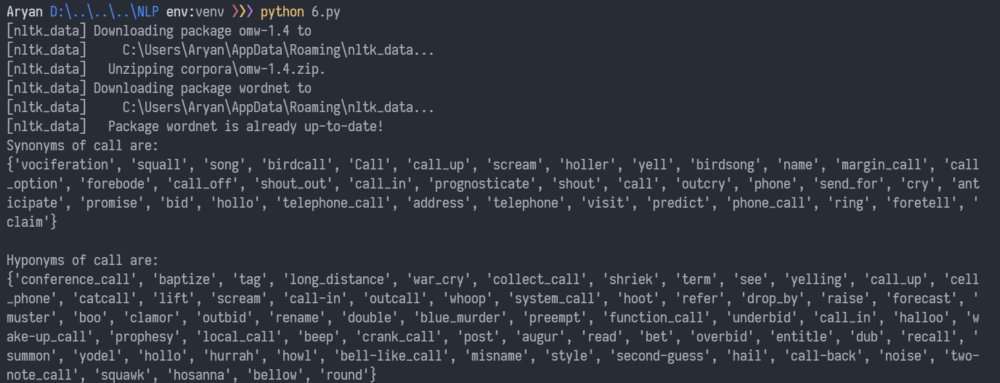 Aryan D:\..\..\..\NLP env:venv ❯❯❯ python 6.py
[nltk_data] Downloading package omw-1.4 to
[nltk_data]     C:\Users\Aryan\AppData\Roaming\nltk_data...
[nltk_data]   Unzipping corpora\omw-1.4.zip.
[nltk_data] Downloading package wordnet to
[nltk_data]     C:\Users\Aryan\AppData\Roaming\nltk_data...
[nltk_data]   Package wordnet is already up-to-date!
Synonyms of call are:
{'vociferation', 'squall', 'song', 'birdcall', 'Call', 'call_up', 'scream', 'holler', 'yell', 'birdsong', 'name', 'margin_call', 'call
_option', 'forebode', 'call_off', 'shout_out', 'call_in', 'prognosticate', 'shout', 'call', 'outcry', 'phone', 'send_for', 'cry', 'ant
icipate', 'promise', 'bid', 'hollo', 'telephone_call', 'address', 'telephone', 'visit', 'predict', 'phone_call', 'ring', 'foretell', '
claim'}

Hyponyms of call are:
{'conference_call', 'baptize', 'tag', 'long_distance', 'war_cry', 'collect_call', 'shriek', 'term', 'see', 'yelling', 'call_up', 'cell
_phone', 'catcall', 'lift', 'scream', 'call-in', 'outcall', 'whoop', 'system_call', 'hoot', 'refer', 'drop_by', 'raise', 'forecast', '
muster', 'boo', 'clamor', 'outbid', 'rename', 'double', 'blue_murder', 'preempt', 'function_call', 'underbid', 'call_in', 'halloo', 'w
ake-up_call', 'prophesy', 'local_call', 'beep', 'crank_call', 'post', 'augur', 'read', 'bet', 'overbid', 'entitle', 'dub', 'recall', '
summon', 'yodel', 'hollo', 'hurrah', 'howl', 'bell-like_call', 'misname', 'style', 'second-guess', 'hail', 'call-back', 'noise', 'two-
note_call', 'squawk', 'hosanna', 'bellow', 'round'}